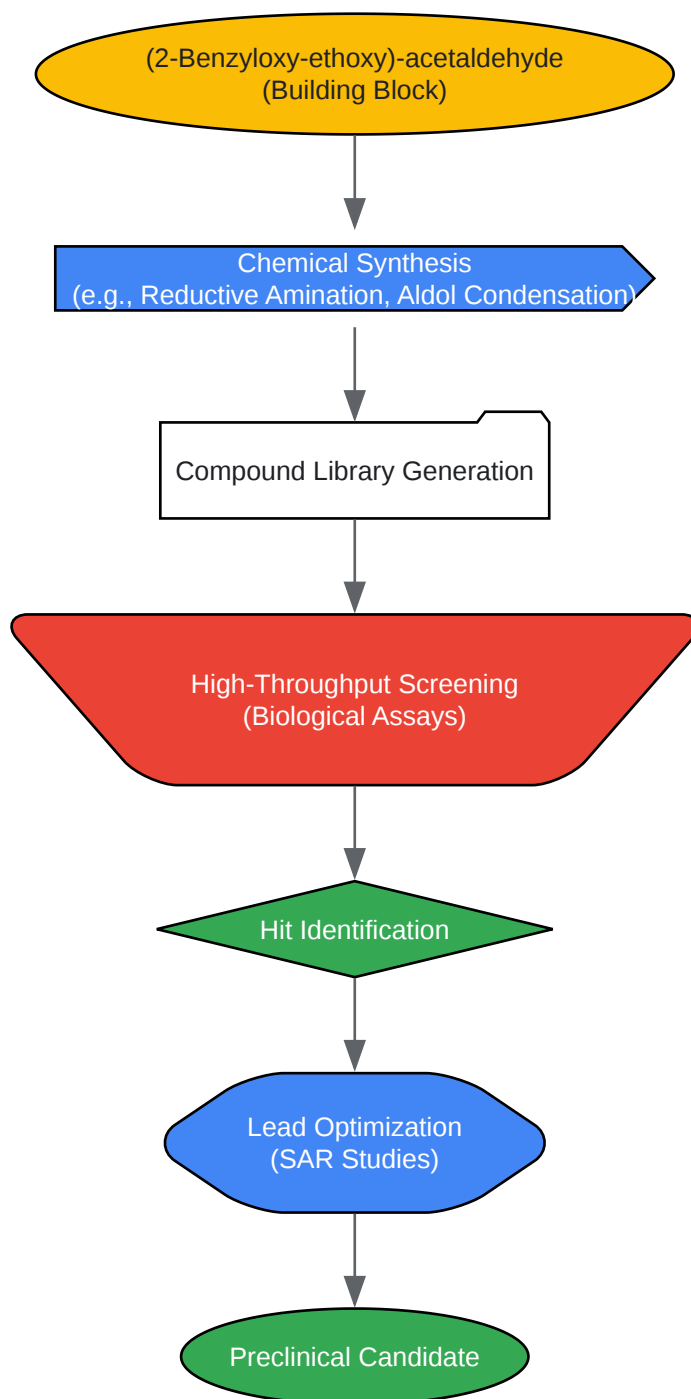 (2-Benzyloxy-ethoxy)-acetaldehyde
(Building Block)
Chemical Synthesis
(e.g., Reductive Amination, Aldol Condensation)
Compound Library Generation
High-Throughput Screening
(Biological Assays)
Hit Identification
Lead Optimization
(SAR Studies)
Preclinical Candidate